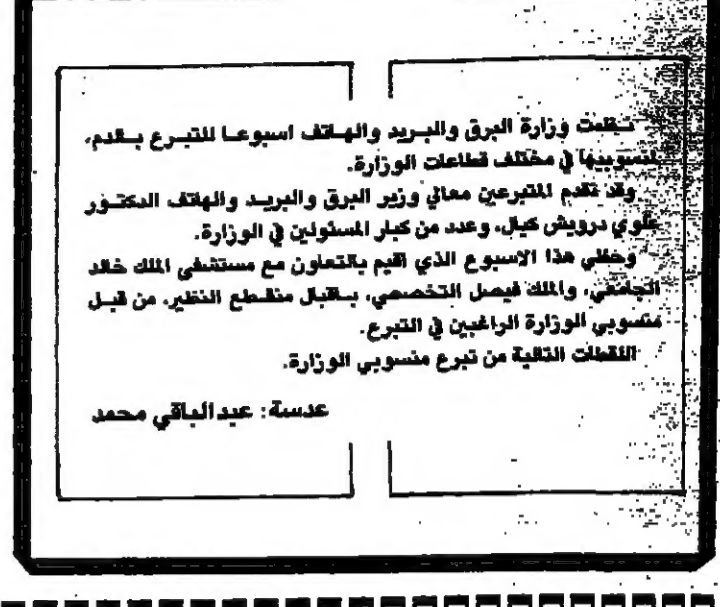 نظمت وزارة البرق والبريد والهاتف اسبوعا للتبرع بالدم،
لمنسوبيها في مختلف قطاعات الوزارة.
وقد تقدم المتبرعين معالي وزير البرق والبريد والهاتف الدكتور
علوي درويش كيال، وعدد من كبار المسئولين في الوزارة.
وحظي هذا الاسبوع الذي اقيم بالتعاون مع مستشفى الملك خالد
الجامعي، والملك فيصل التخصصي، باقبال منقطع النظير، من قبل
منسوبي الوزارة الراغبين في التبرع.
اللقطات التالية من تبرع منسوبي الوزارة.
عدسة: عبدالباقي محمد